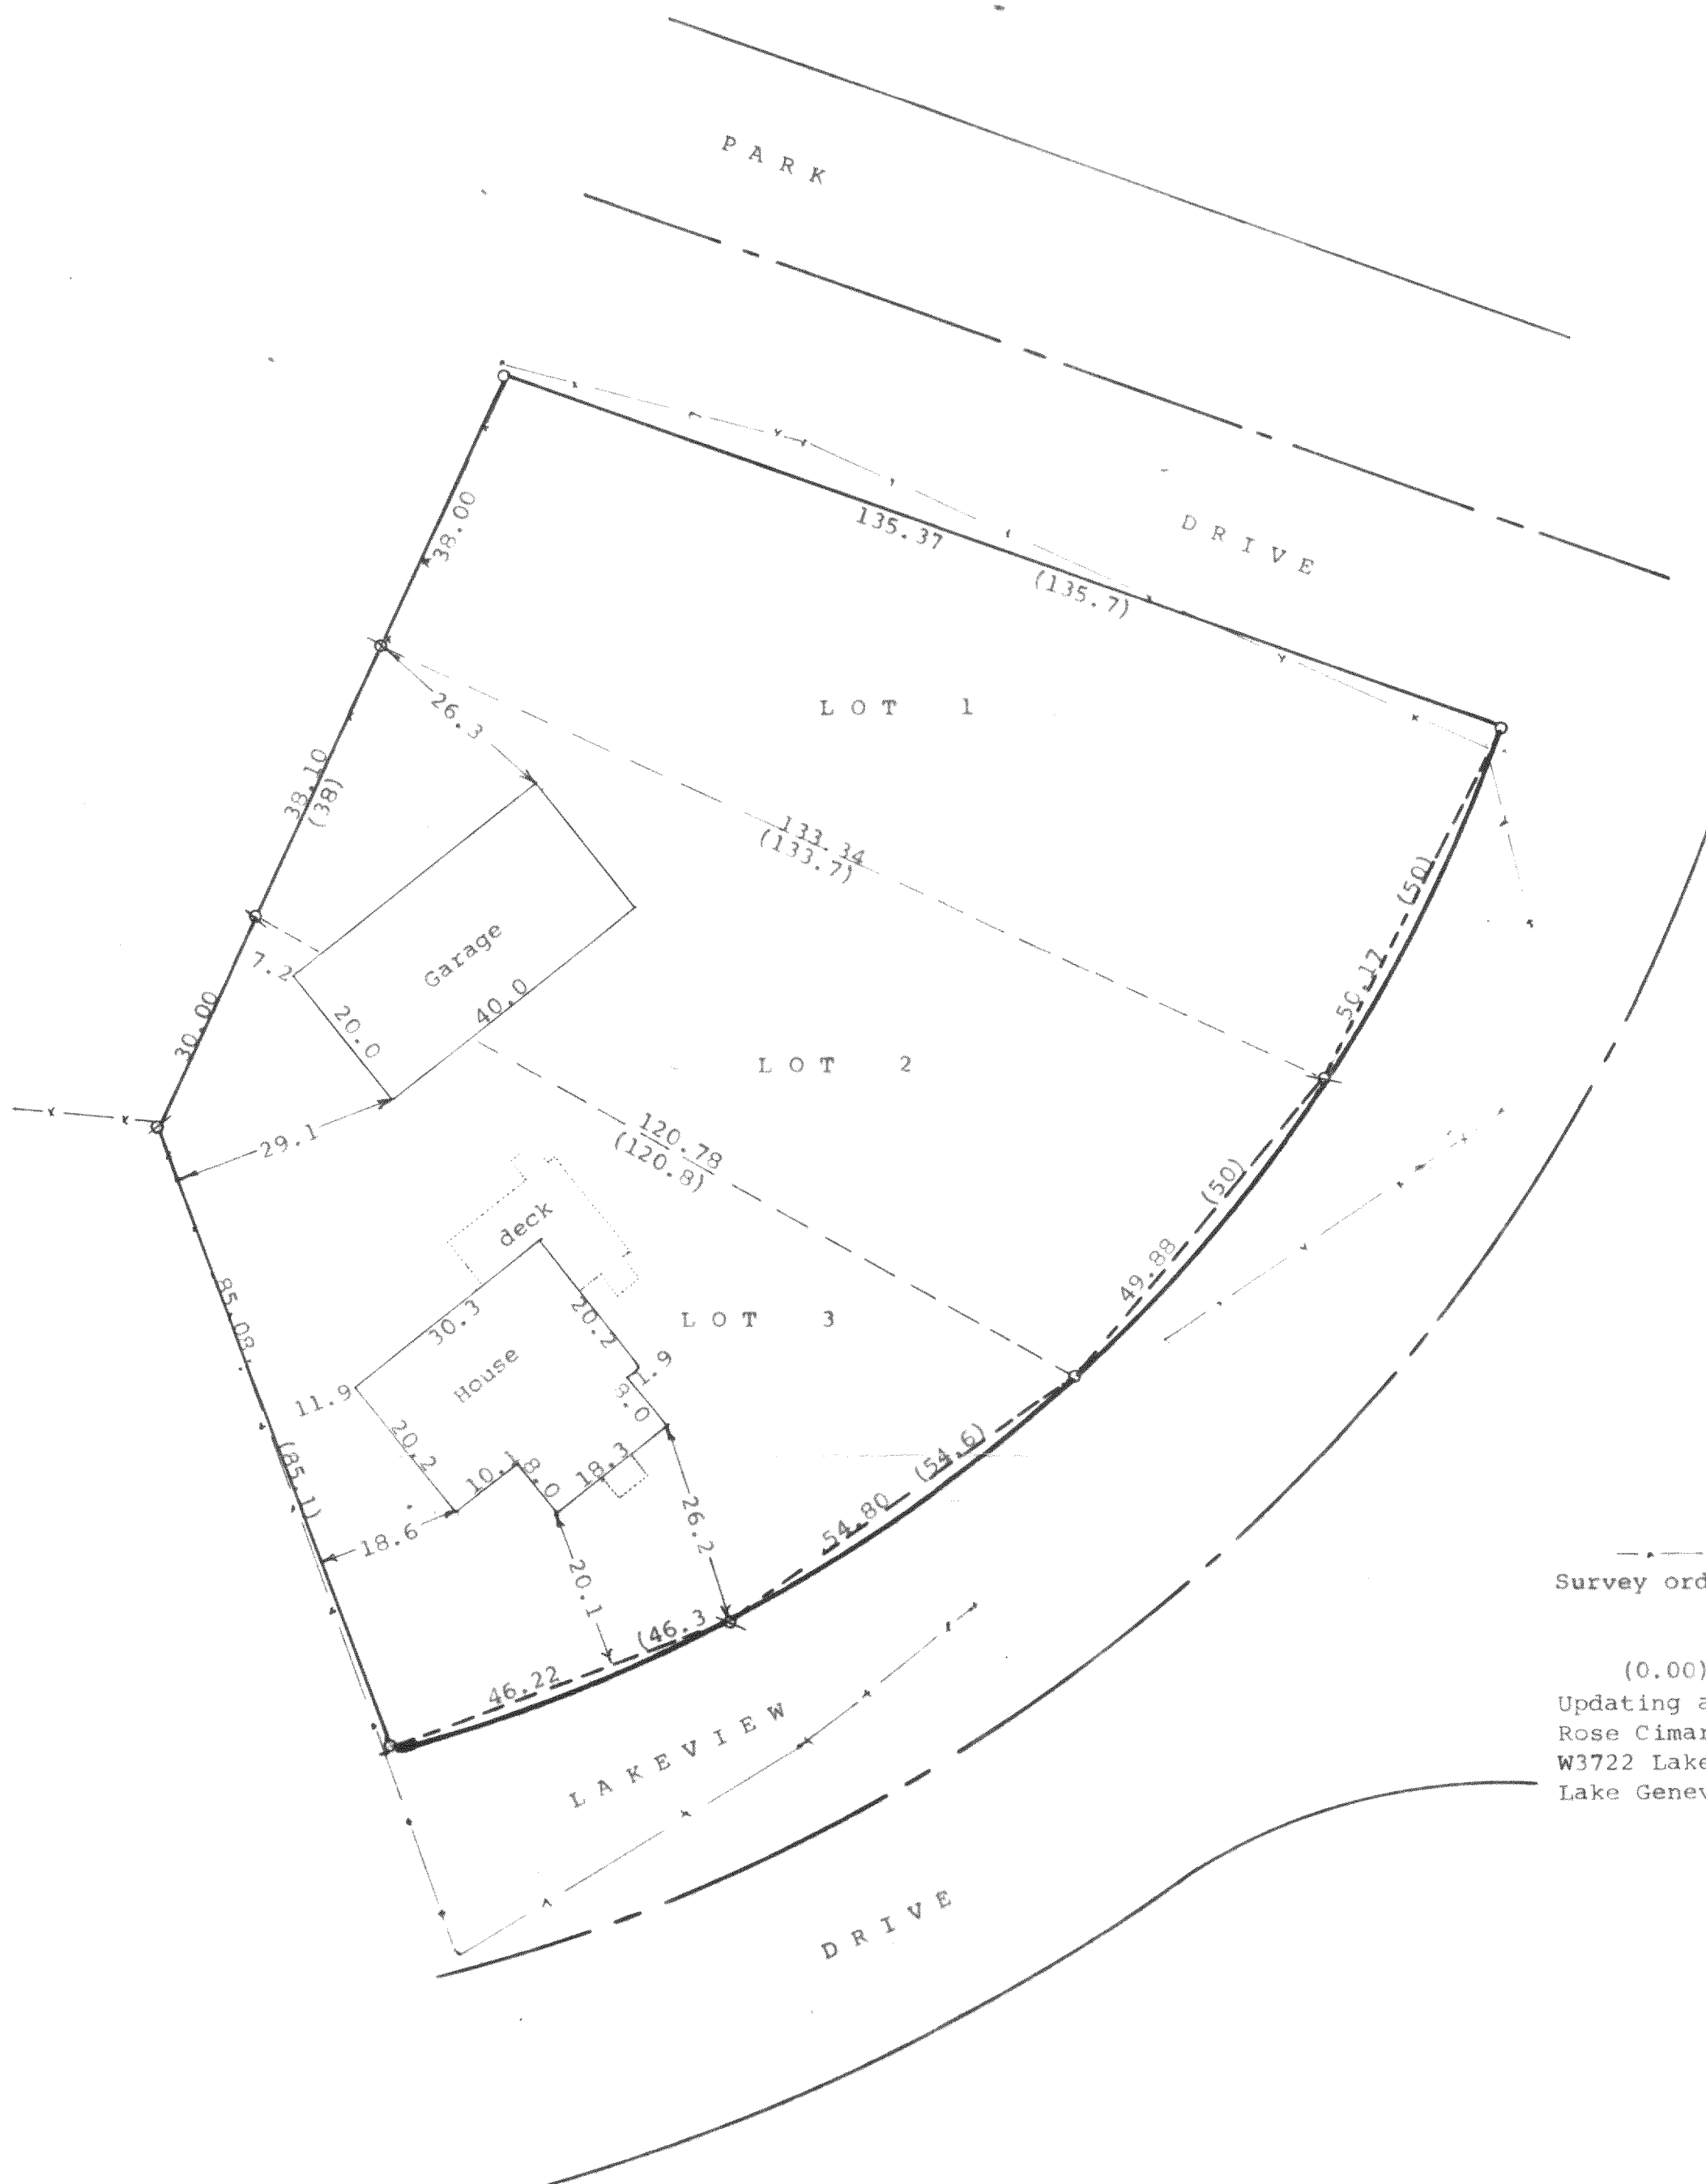 PARK
DRIVE
38.00
135.37
(135.7)
LOT 1
26.3
38.10
(38)
133.34
(133.7)
(50)
50.17
7.2
Garage
20.0
40.0
30.00
LOT 2
29.1
120.78
(120.8)
(50)
49.88
deck
85.08
(85.1)
30.3
20.2
LOT 3
House
1.9
8.0
11.9
20.2
10.1
8.0
18.3
26.2
(54.6)
54.80
18.6
20.1
(46.3
46.22
LAKEVIEW
DRIVE
Survey ord
(0.00)
Updating a
Rose Cimar
W3722 Lake
Lake Genev